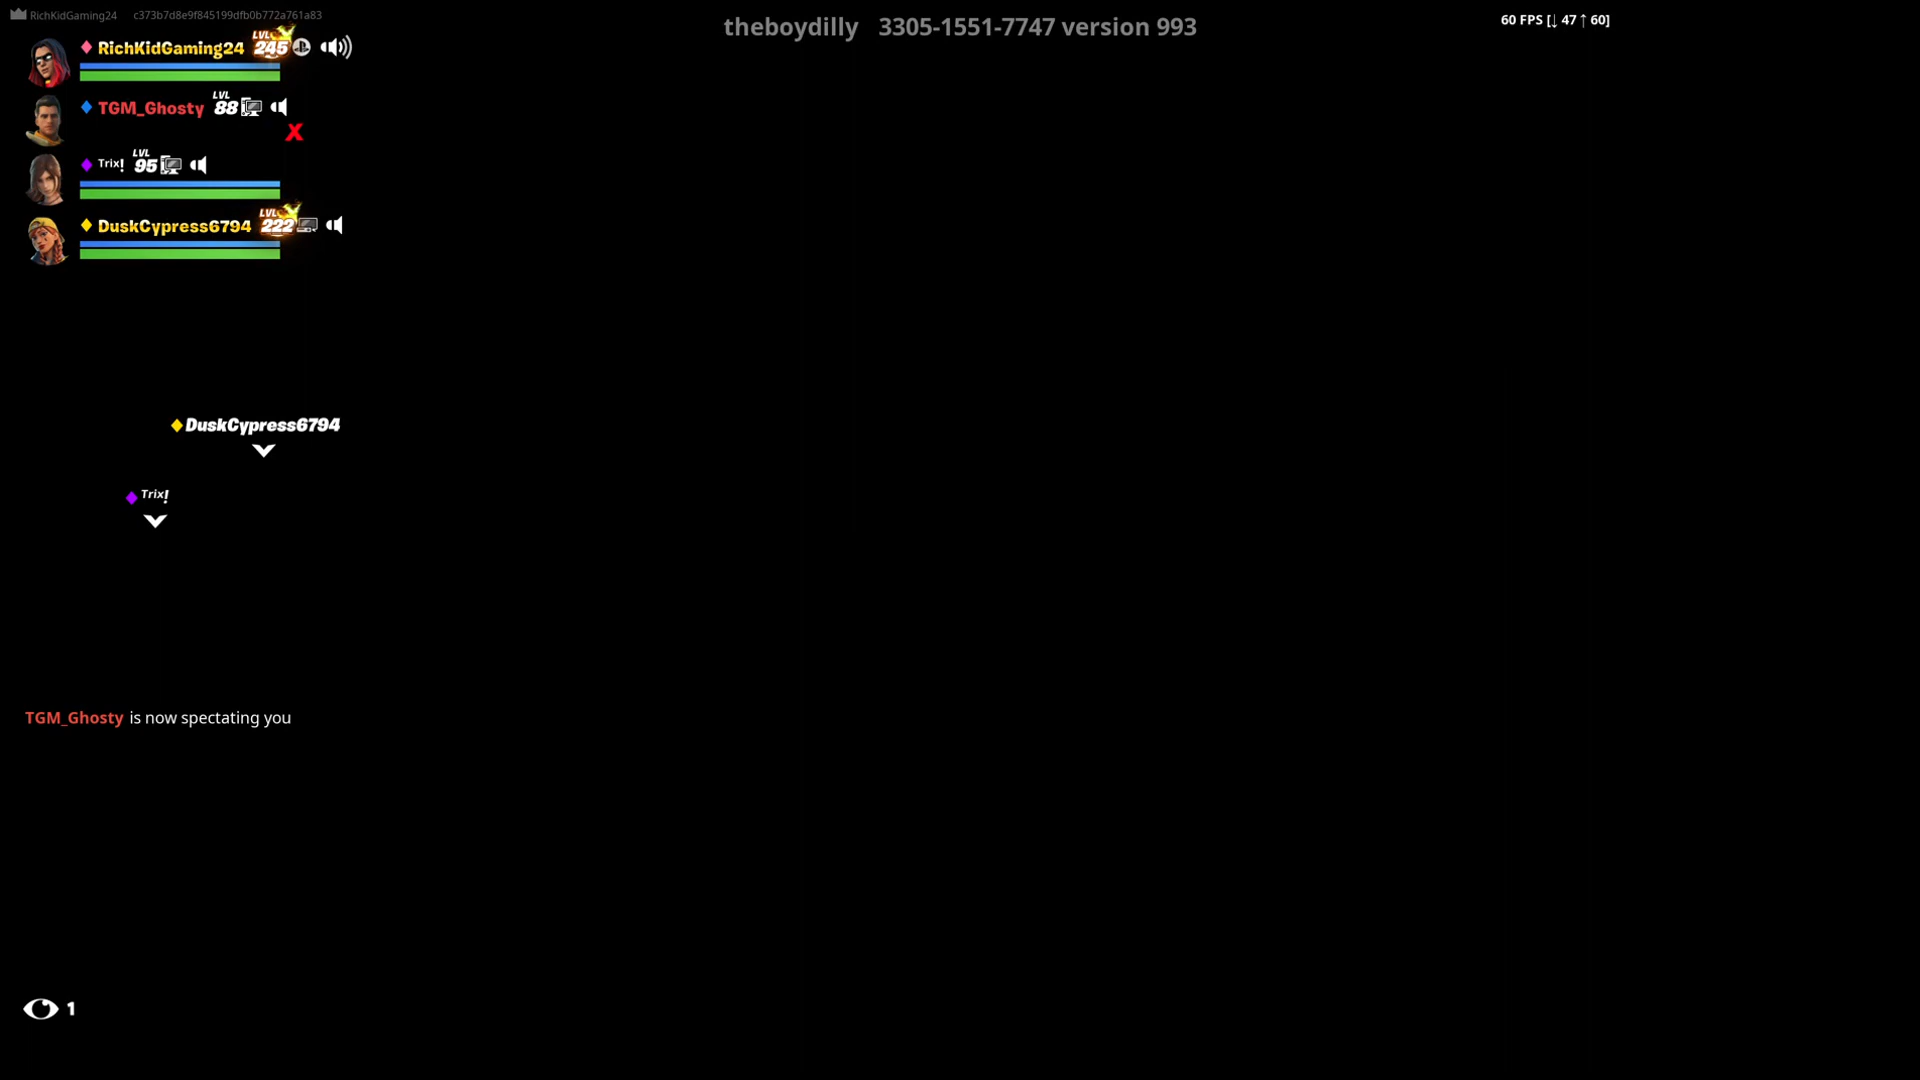 RichKidGaming24 c373b7d8e9f845199dfb0b772a761a83
theboydilly 3305-1551-7747 version 993
60 FPS [↓ 47 ↑ 60]
RichKidGaming24 LVL 245
TGM_Ghosty LVL 88
X
Trix! LVL 95
DuskCypress6794 LVL 222
DuskCypress6794
Trix!
TGM_Ghosty is now spectating you
1